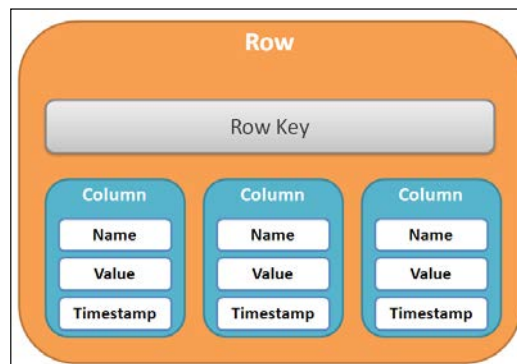 Row
Row Key
Column
Name
Value
Timestamp
Column
Name
Value
Timestamp
Column
Name
Value
Timestamp